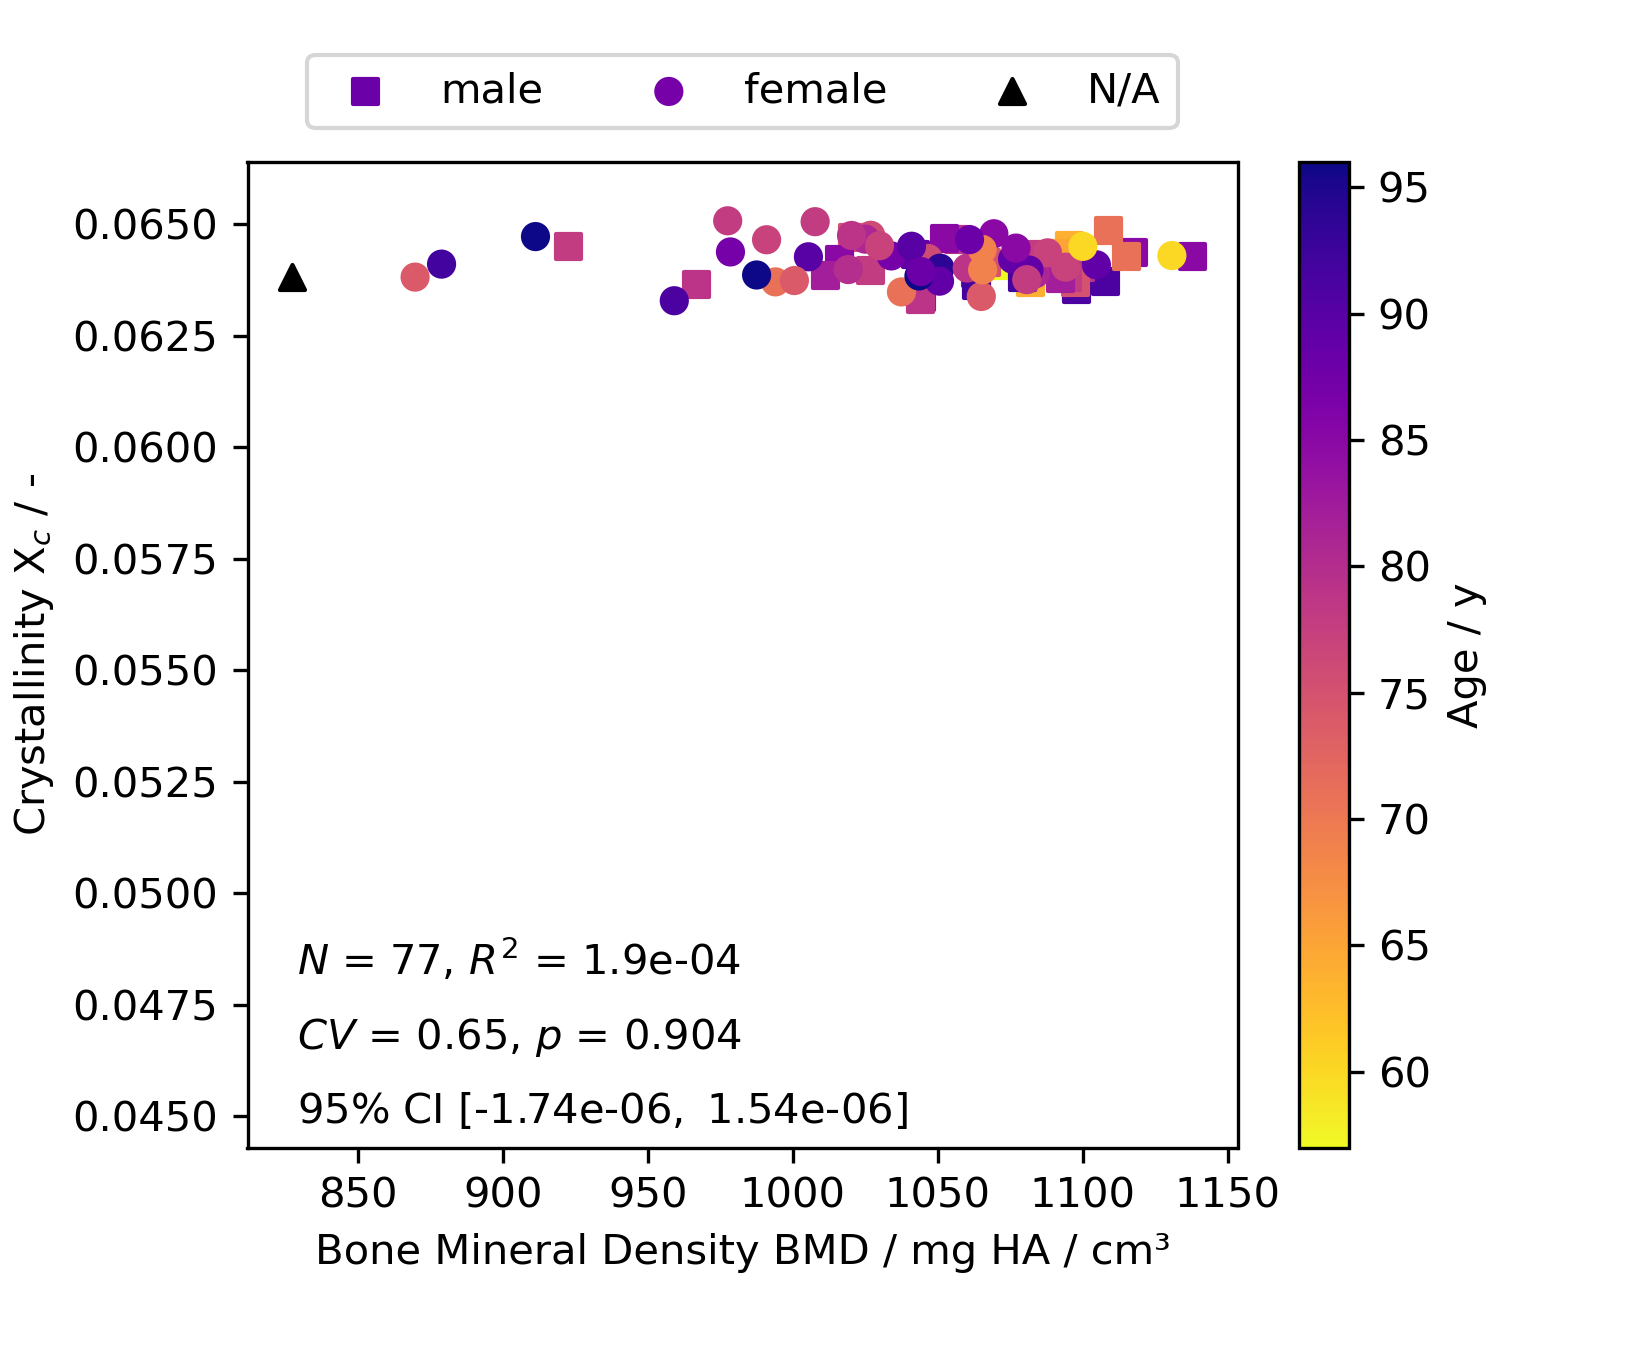 male female N/A
0.0650
0.0625
0.0600
0.0575
0.0550
0.0525
0.0500
0.0475
0.0450
Crystallinity X_c / -
N = 77, R² = 1.9e-04
CV = 0.65, p = 0.904
95% CI [-1.74e-06, 1.54e-06]
850 900 950 1000 1050 1100 1150
Bone Mineral Density BMD / mg HA / cm³
95
90
85
80
75
70
65
60
Age / y